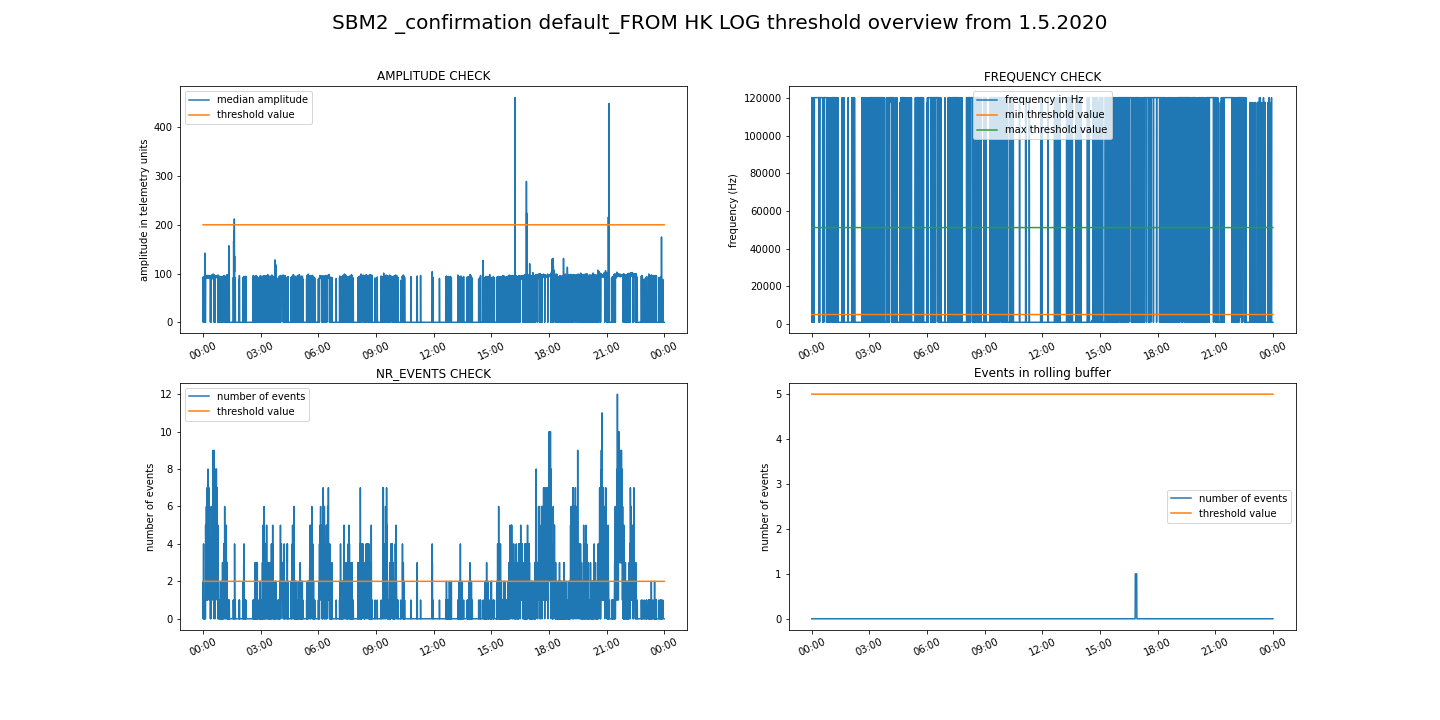 SBM2 _confirmation default_FROM HK LOG threshold overview from 1.5.2020
AMPLITUDE CHECK
median amplitude
threshold value
amplitude in telemetry units
400
300
200
100
0
00:00 03:00 06:00 09:00 12:00 15:00 18:00 21:00 00:00
FREQUENCY CHECK
frequency in Hz
min threshold value
max threshold value
frequency (Hz)
120000
100000
80000
60000
40000
20000
0
00:00 03:00 06:00 09:00 12:00 15:00 18:00 21:00 00:00
NR_EVENTS CHECK
number of events
threshold value
number of events
12
10
8
6
4
2
0
00:00 03:00 06:00 09:00 12:00 15:00 18:00 21:00 00:00
Events in rolling buffer
number of events
threshold value
number of events
5
4
3
2
1
0
00:00 03:00 06:00 09:00 12:00 15:00 18:00 21:00 00:00